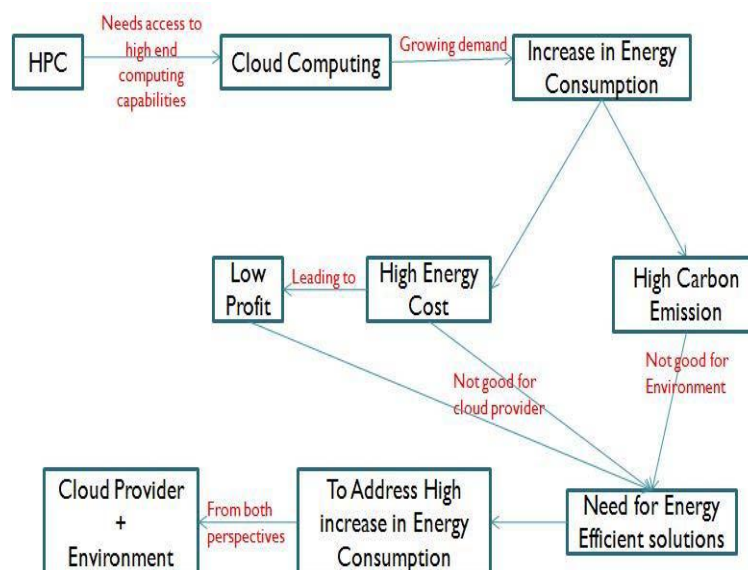 HPC
Needs access to
high end
computing
capabilities
Cloud Computing
Growing demand
Increase in Energy
Consumption
Low
Profit
Leading to
High Energy
Cost
High Carbon
Emission
Not good for
cloud provider
Not good for
Environment
Cloud Provider
+
Environment
From both
perspectives
To Address High
increase in Energy
Consumption
Need for Energy
Efficient solutions